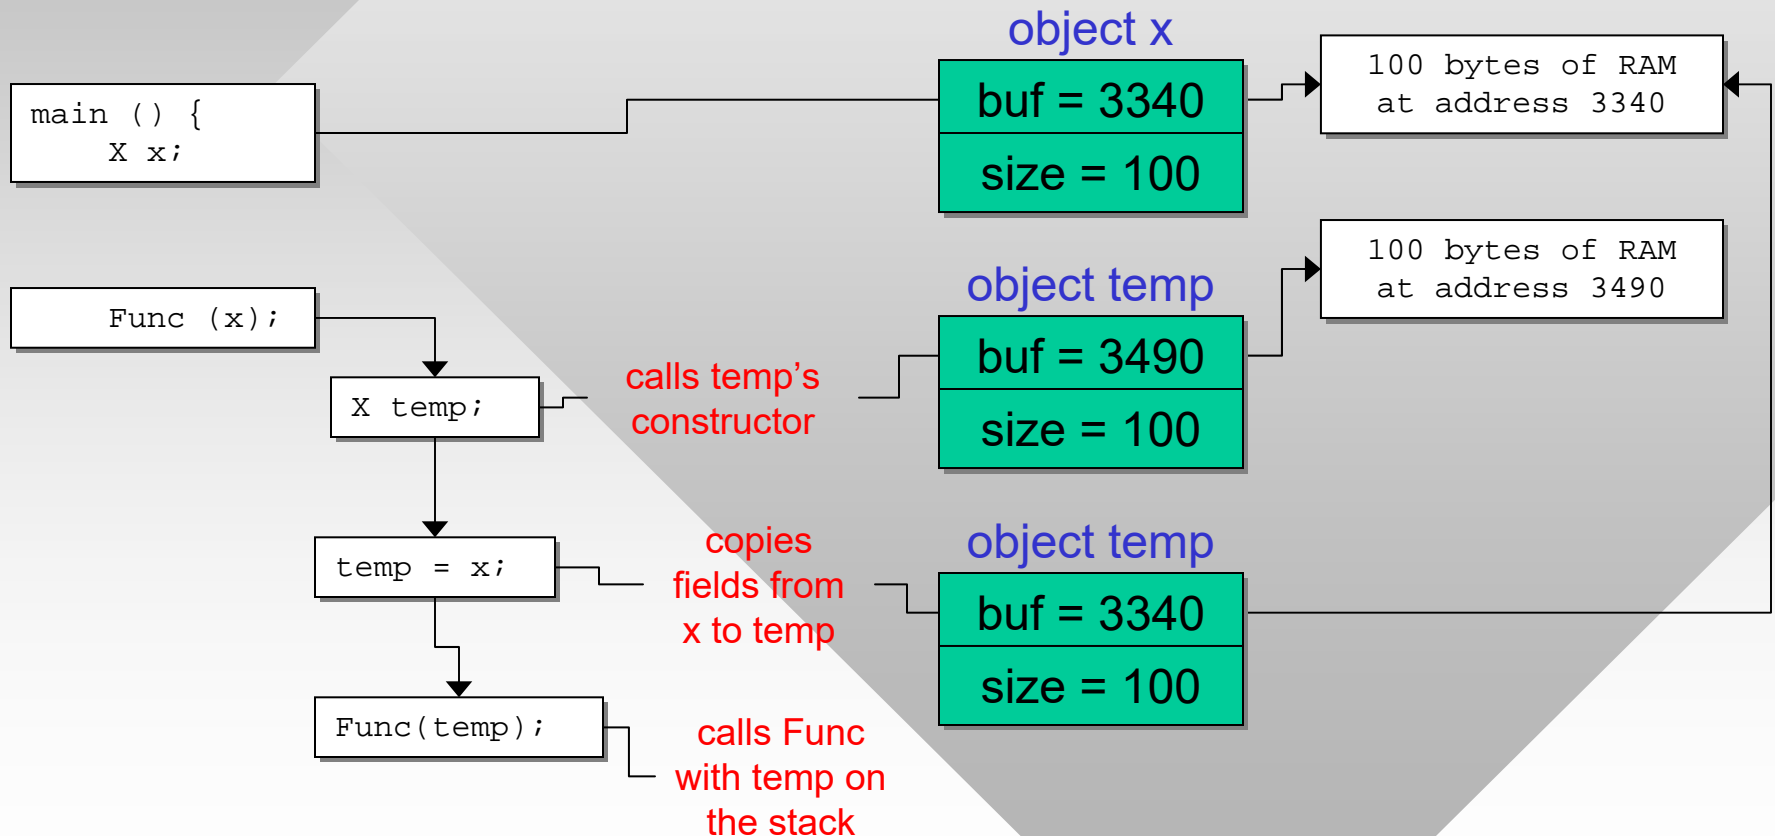 object x
main () {
X x;
buf = 3340
size = 100
100 bytes of RAM
at address 3340
100 bytes of RAM
at address 3490
Func (x);
object temp
buf = 3490
size = 100
X temp;
calls temp’s
constructor
temp = x;
copies
fields from
x to temp
object temp
buf = 3340
size = 100
Func(temp);
calls Func
with temp on
the stack